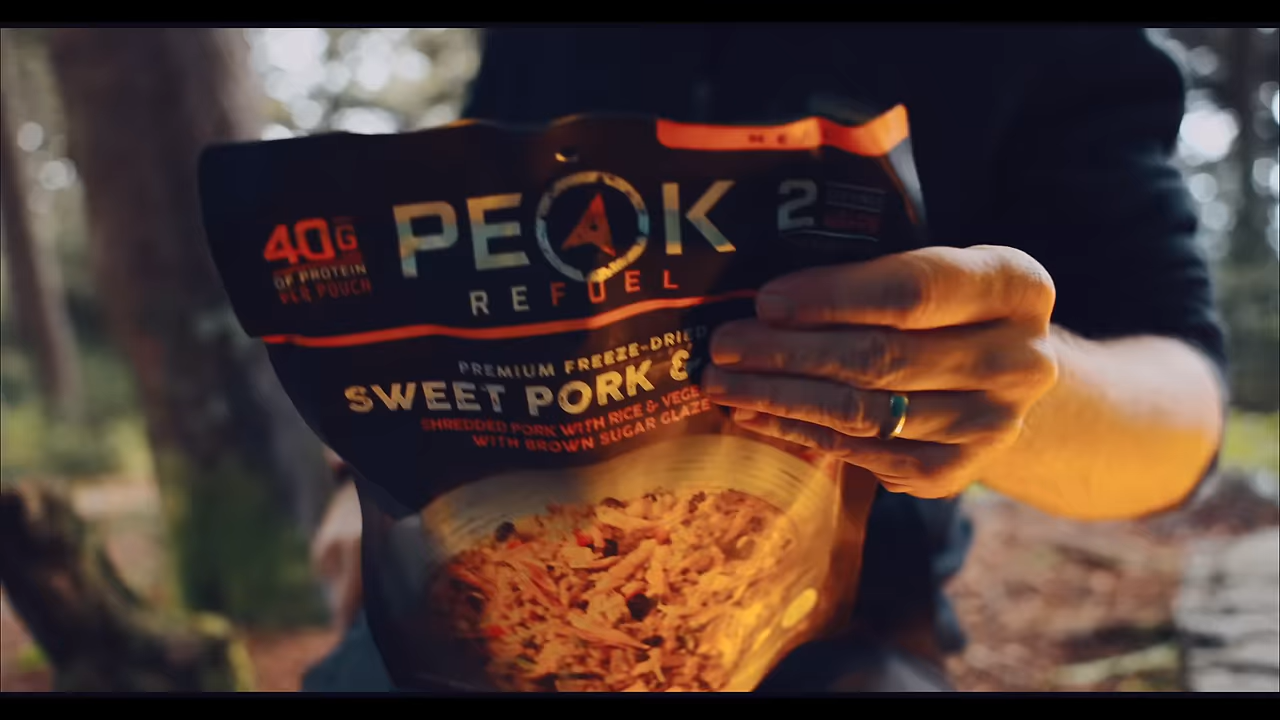 40G
OF PROTEIN
PER POUCH
PEAK
REFUEL
2
PREMIUM FREEZE-DRIED
SWEET PORK &
SHREDDED PORK WITH RICE & VEGE
WITH BROWN SUGAR GLAZE